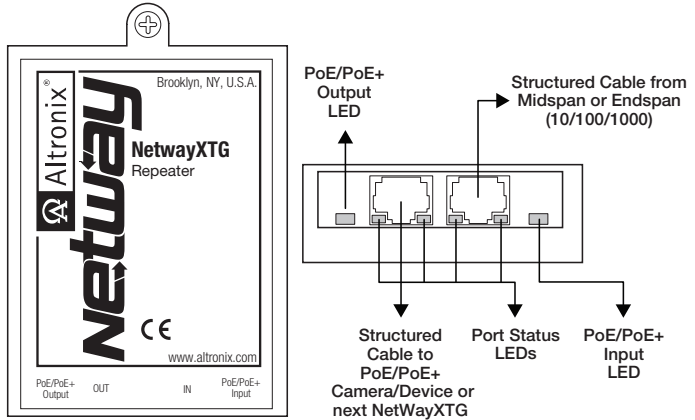 Brooklyn, NY, U.S.A.
Altronix®
Netway
NetwayXTG
Repeater
CE
www.altronix.com
PoE/PoE+
Output
OUT
IN
PoE/PoE+
Input
PoE/PoE+
Output
LED
Structured Cable from
Midspan or Endspan
(10/100/1000)
Structured
Cable to
PoE/PoE+
Camera/Device or
next NetWayXTG
Port Status
LEDs
PoE/PoE+
Input
LED